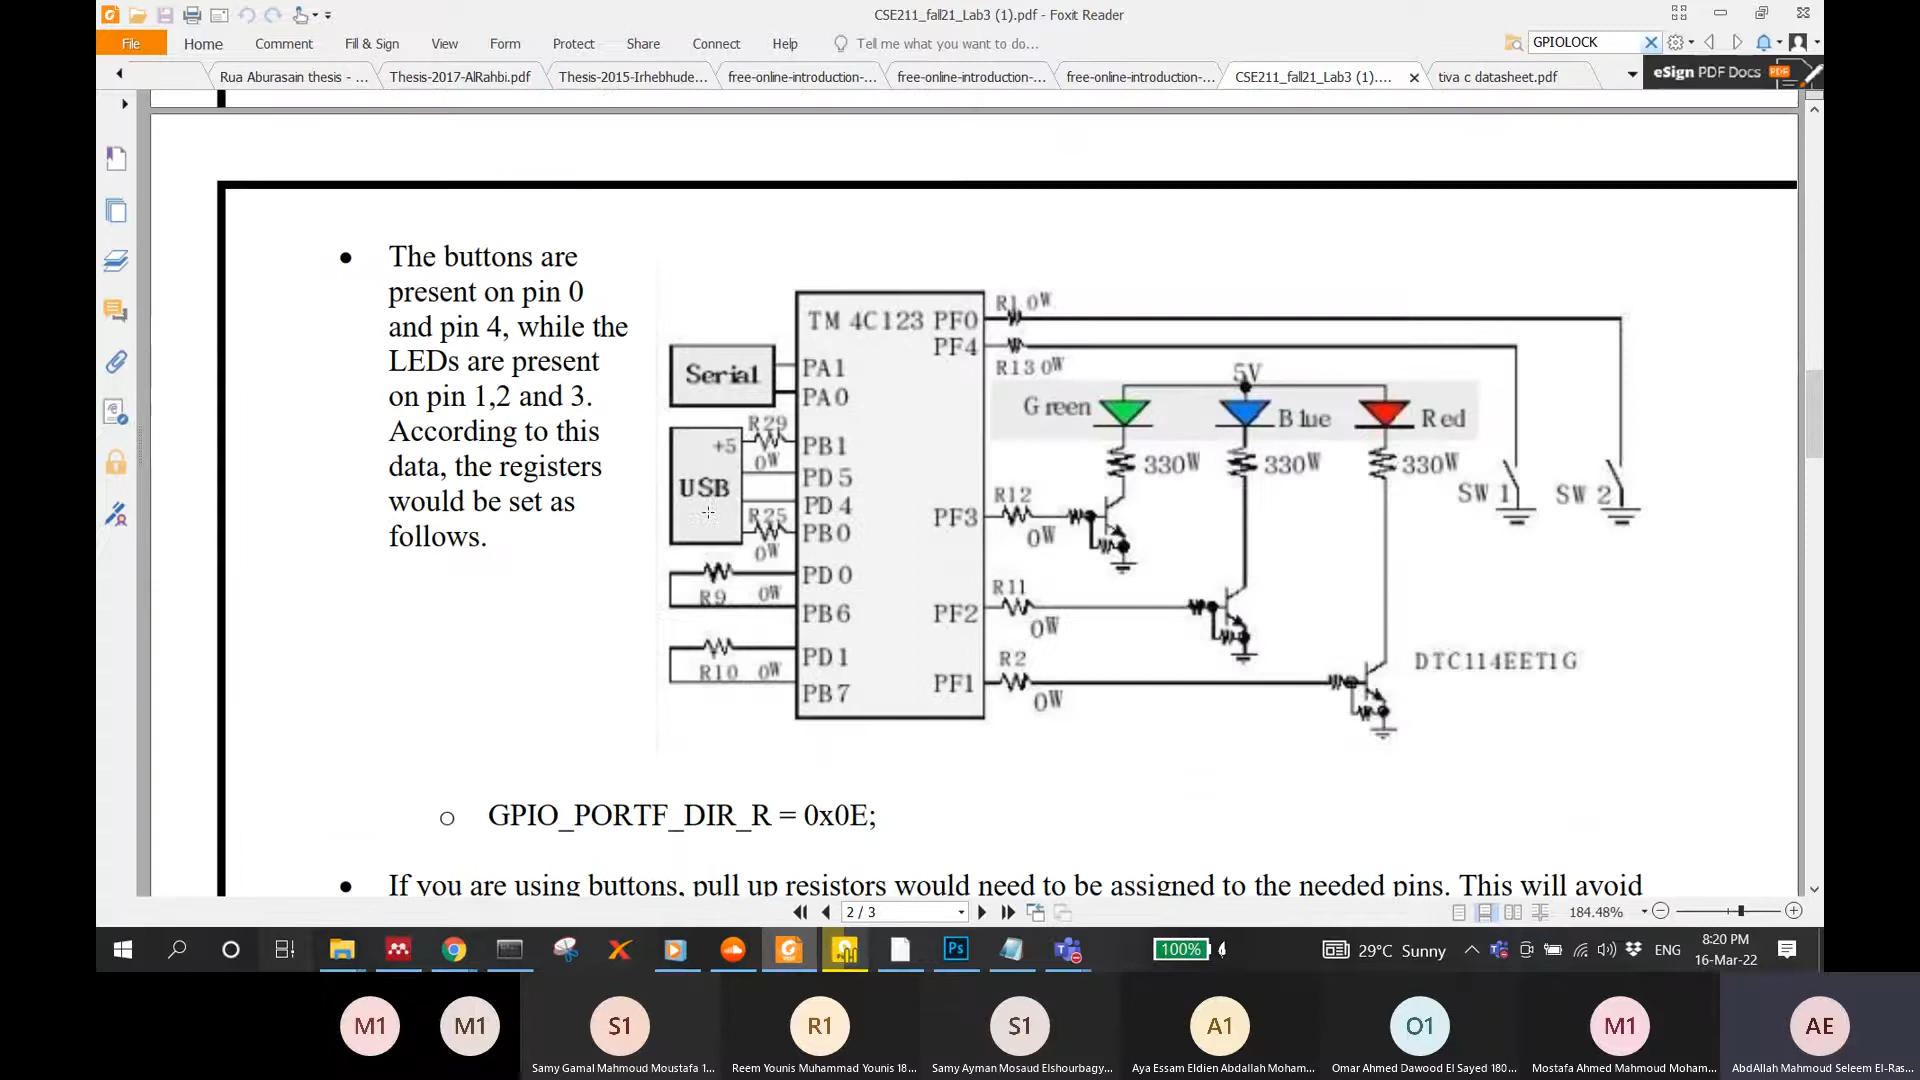 CSE211_fall21_Lab3 (1).pdf - Foxit Reader
File Home Comment Fill & Sign View Form Protect Share Connect Help Tell me what you want to do... GPIOLOCK
Rua Aburasain thesis - ... Thesis-2017-AlRahbi.pdf Thesis-2015-Irhebhude... free-online-introduction-... free-online-introduction-... free-online-introduction-... CSE211_fall21_Lab3 (1).... tiva c datasheet.pdf eSign PDF Docs
• The buttons are
present on pin 0
and pin 4, while the
LEDs are present
on pin 1,2 and 3.
According to this
data, the registers
would be set as
follows.
Serial
USB
+5
R29
0W
R25
0W
R9 0W
R10 0W
TM 4C123
PA1
PA0
PB1
PD5
PD4
PB0
PD0
PB6
PD1
PB7
PF0
PF4
PF3
PF2
PF1
R1 0W
R13 0W
5V
Green
Blue
Red
330W
330W
330W
SW 1
SW 2
R12
0W
R11
0W
R2
0W
DTC114EET1G
o GPIO_PORTF_DIR_R = 0x0E;
• If you are using buttons, pull up resistors would need to be assigned to the needed pins. This will avoid
2 / 3
184.48%
100%
29°C Sunny
ENG
8:20 PM
16-Mar-22
M1 M1 S1 R1 S1 A1 O1 M1 AE
Samy Gamal Mahmoud Moustafa 1... Reem Younis Muhammad Younis 18... Samy Ayman Mosaud Elshourbagy... Aya Essam Eldien Abdallah Moham... Omar Ahmed Dawood El Sayed 180... Mostafa Ahmed Mahmoud Moham... AbdAllah Mahmoud Seleem El-Ras...